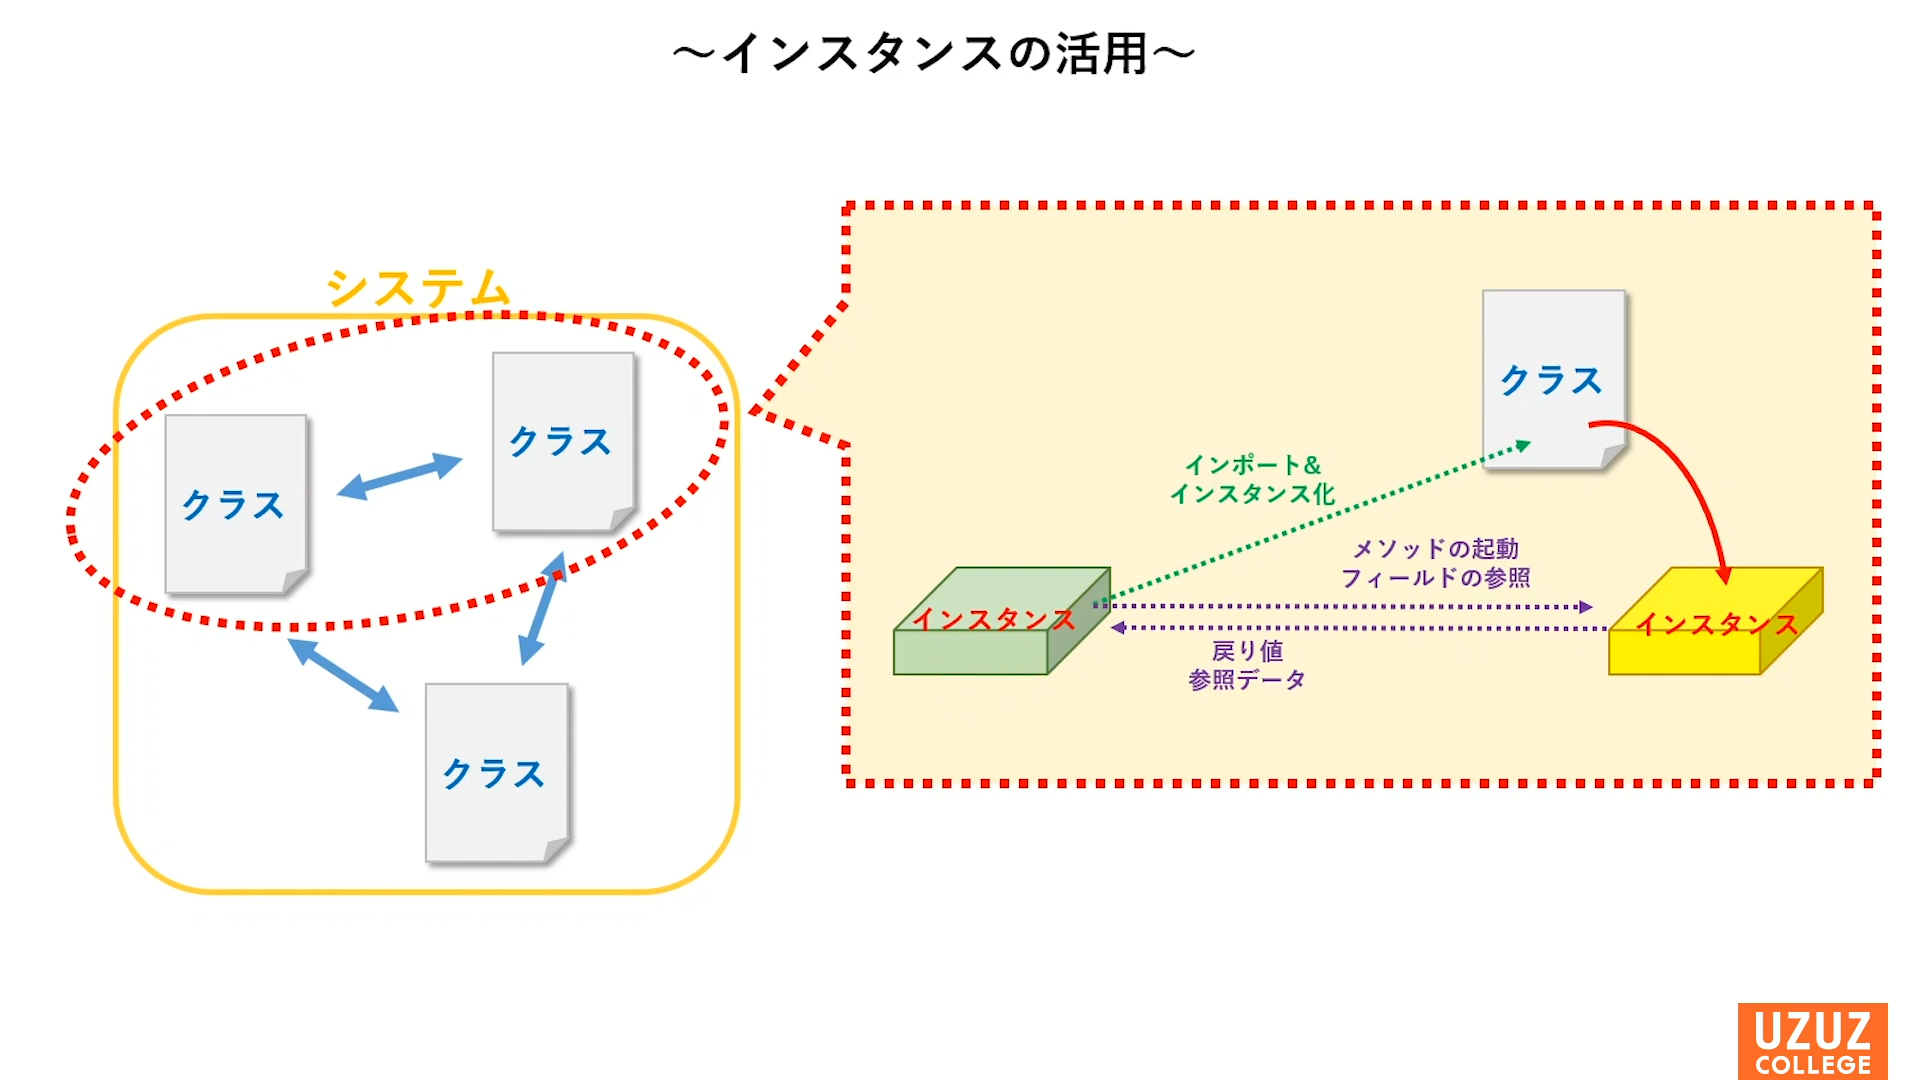 ～インスタンスの活用～
システム
クラス
クラス
クラス
クラス
インポート&
インスタンス化
メソッドの起動
フィールドの参照
インスタンス
インスタンス
戻り値
参照データ
UZUZ
COLLEGE